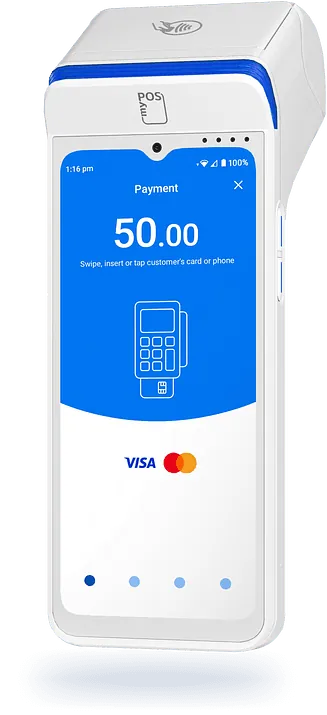 myPOS
1:16 pm
100%
Payment
50.00
Swipe, insert or tap customer's card or phone
VISA